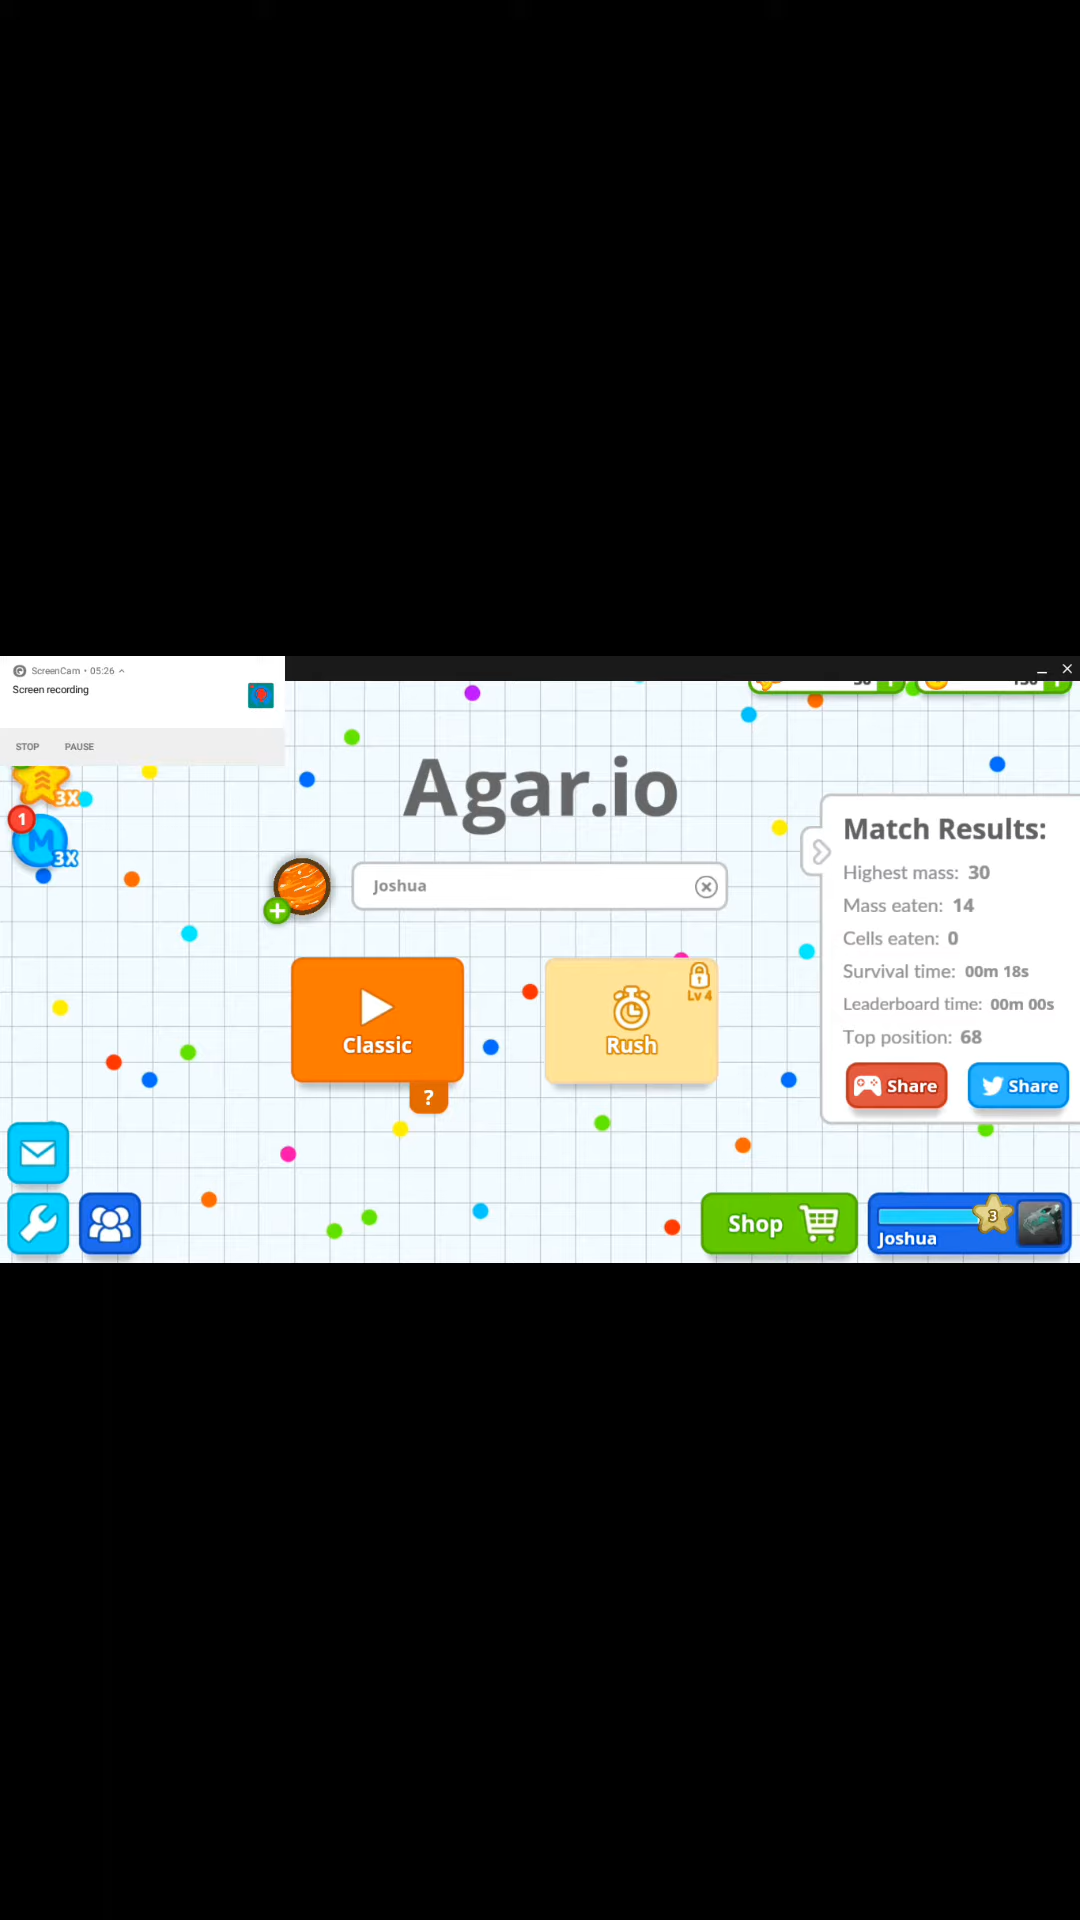 ScreenCam • 05:26
Screen recording
STOP PAUSE
3X
1
M
3X
Agar.io
Joshua
Classic
?
Lv 4
Rush
Match Results:
Highest mass: 30
Mass eaten: 14
Cells eaten: 0
Survival time: 00m 18s
Leaderboard time: 00m 00s
Top position: 68
Share Share
Shop
3
Joshua